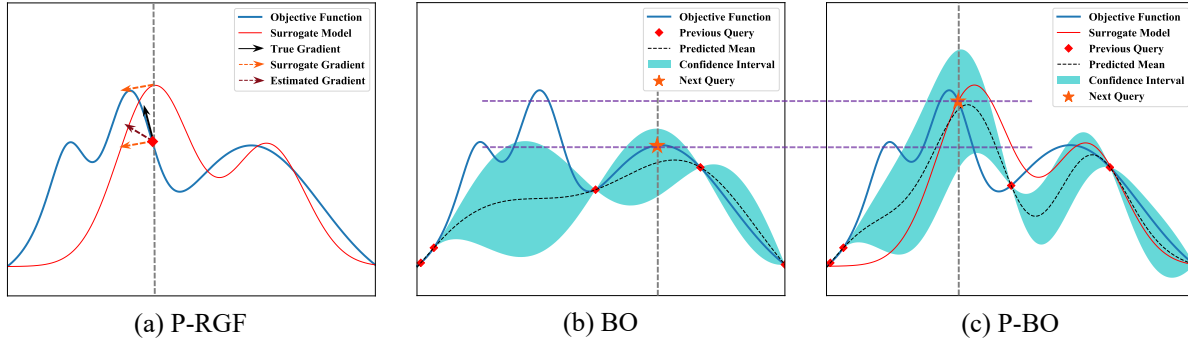 Objective Function
Surrogate Model
True Gradient
Surrogate Gradient
Estimated Gradient
(a) P-RGF
Objective Function
Previous Query
Predicted Mean
Confidence Interval
Next Query
(b) BO
Objective Function
Surrogate Model
Previous Query
Predicted Mean
Confidence Interval
Next Query
(c) P-BO